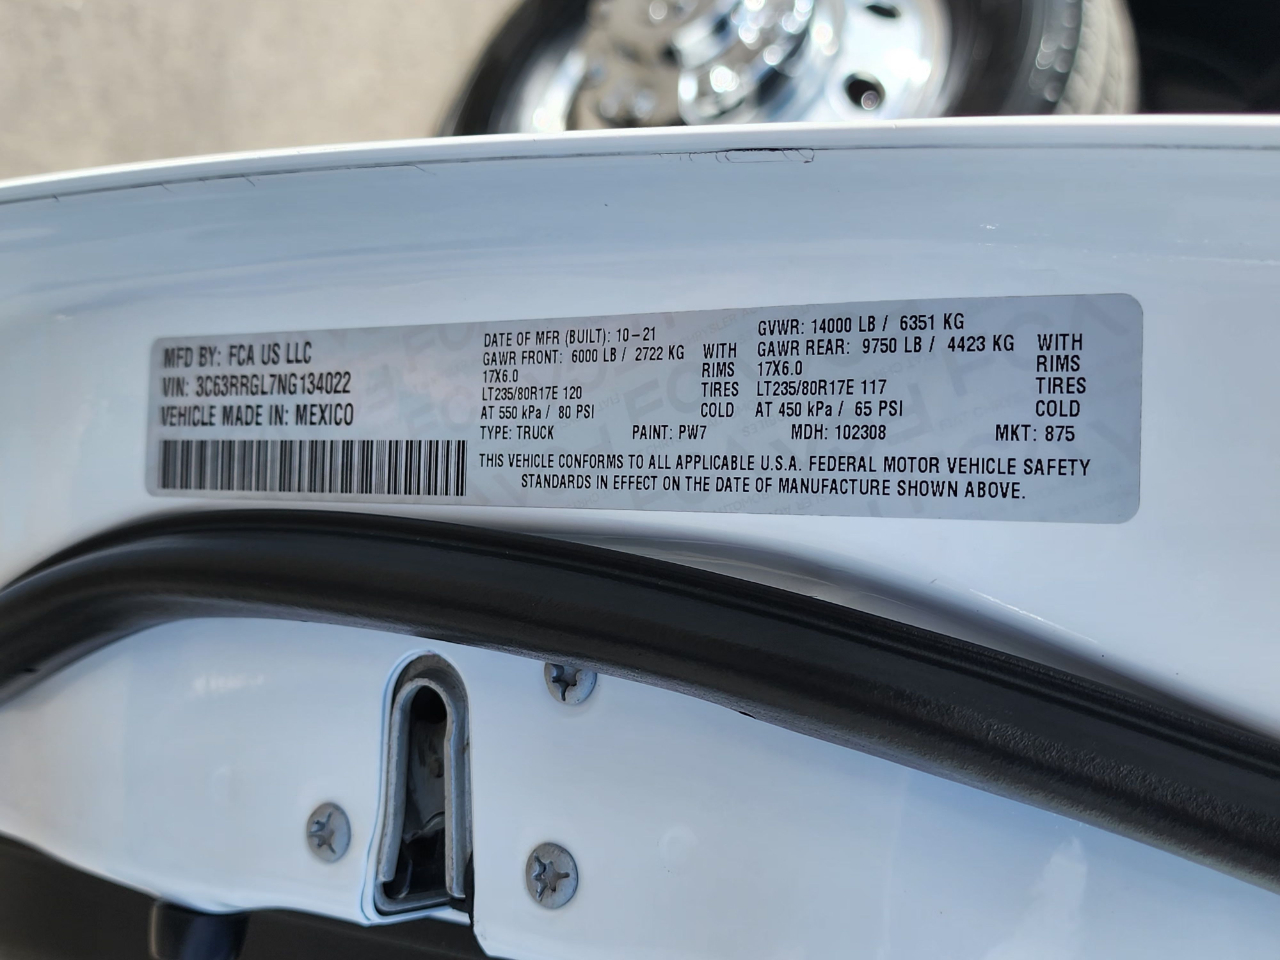 MFD BY: FCA US LLC
VIN: 3C63RRGL7NG134022
VEHICLE MADE IN: MEXICO
DATE OF MFR (BUILT): 10-21
GAWR FRONT: 6000 LB / 2722 KG WITH
17X6.0 RIMS
LT235/80R17E 120 TIRES
AT 550 kPa / 80 PSI COLD
GVWR: 14000 LB / 6351 KG
GAWR REAR: 9750 LB / 4423 KG WITH
17X6.0 RIMS
LT235/80R17E 117 TIRES
AT 450 kPa / 65 PSI COLD
TYPE: TRUCK PAINT: PW7 MDH: 102308 MKT: 875
THIS VEHICLE CONFORMS TO ALL APPLICABLE U.S.A. FEDERAL MOTOR VEHICLE SAFETY
STANDARDS IN EFFECT ON THE DATE OF MANUFACTURE SHOWN ABOVE.